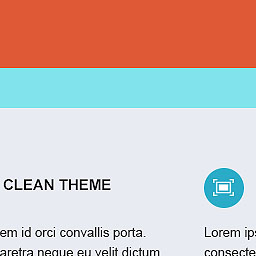 CLEAN THEME
em id orci convallis porta.
aretra neque eu velit dictum
Lorem ips
consecte